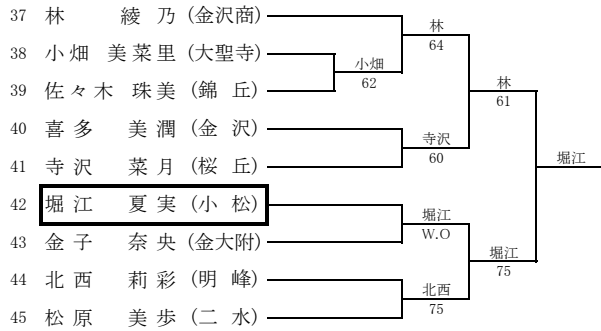 37 林 綾乃 (金沢商)
38 小畑 美菜里 (大聖寺)
39 佐々木 珠美 (錦丘)
40 喜多 美潤 (金沢)
41 寺沢 菜月 (桜丘)
42 堀江 夏実 (小松)
43 金子 奈央 (金大附)
44 北西 莉彩 (明峰)
45 松原 美歩 (二水)
小畑
62
林
64
寺沢
60
堀江
W.O
北西
75
林
61
堀江
75
堀江